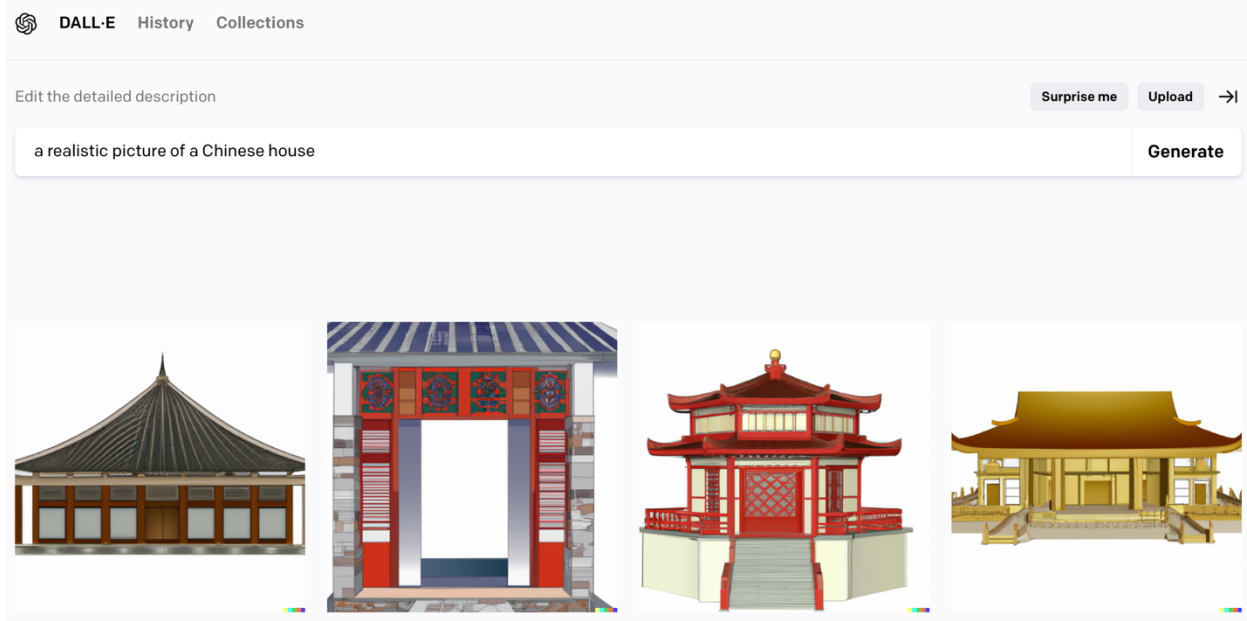 DALL·E History Collections
Edit the detailed description
Surprise me Upload
a realistic picture of a Chinese house
Generate